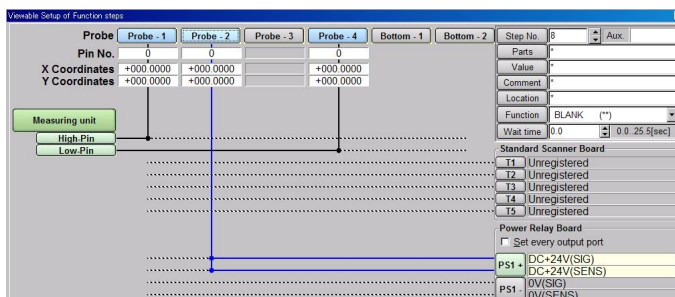 Viewable Setup of Function steps
Probe Probe - 1 Probe - 2 Probe - 3 Probe - 4 Bottom - 1 Bottom - 2
Pin No. 0 0 0
X Coordinates +000.0000 +000.0000 +000.0000
Y Coordinates +000.0000 +000.0000 +000.0000
Measuring unit
High-Pin
Low-Pin
Step No. 8 Aux.
Parts *
Value *
Comment *
Location *
Function BLANK (**)
Wait time 0.0 0.0..25.5[sec]
Standard Scanner Board
T1 Unregistered
T2 Unregistered
T3 Unregistered
T4 Unregistered
T5 Unregistered
Power Relay Board
Set every output port
PS1 + DC+24V(SIG)
DC+24V(SENS)
PS1 - 0V(SIG)
0V(SENS)